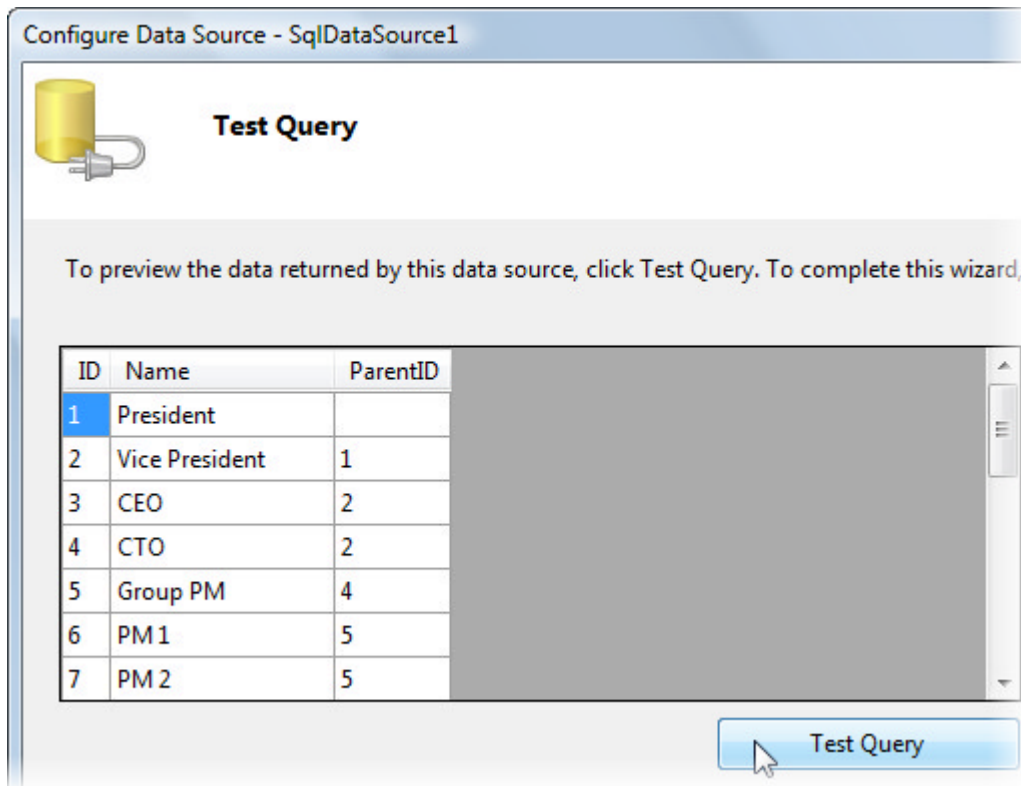 Configure Data Source - SqlDataSource1
Test Query
To preview the data returned by this data source, click Test Query. To complete this wizard,
ID Name ParentID
1 President
2 Vice President 1
3 CEO 2
4 CTO 2
5 Group PM 4
6 PM 1 5
7 PM 2 5
Test Query